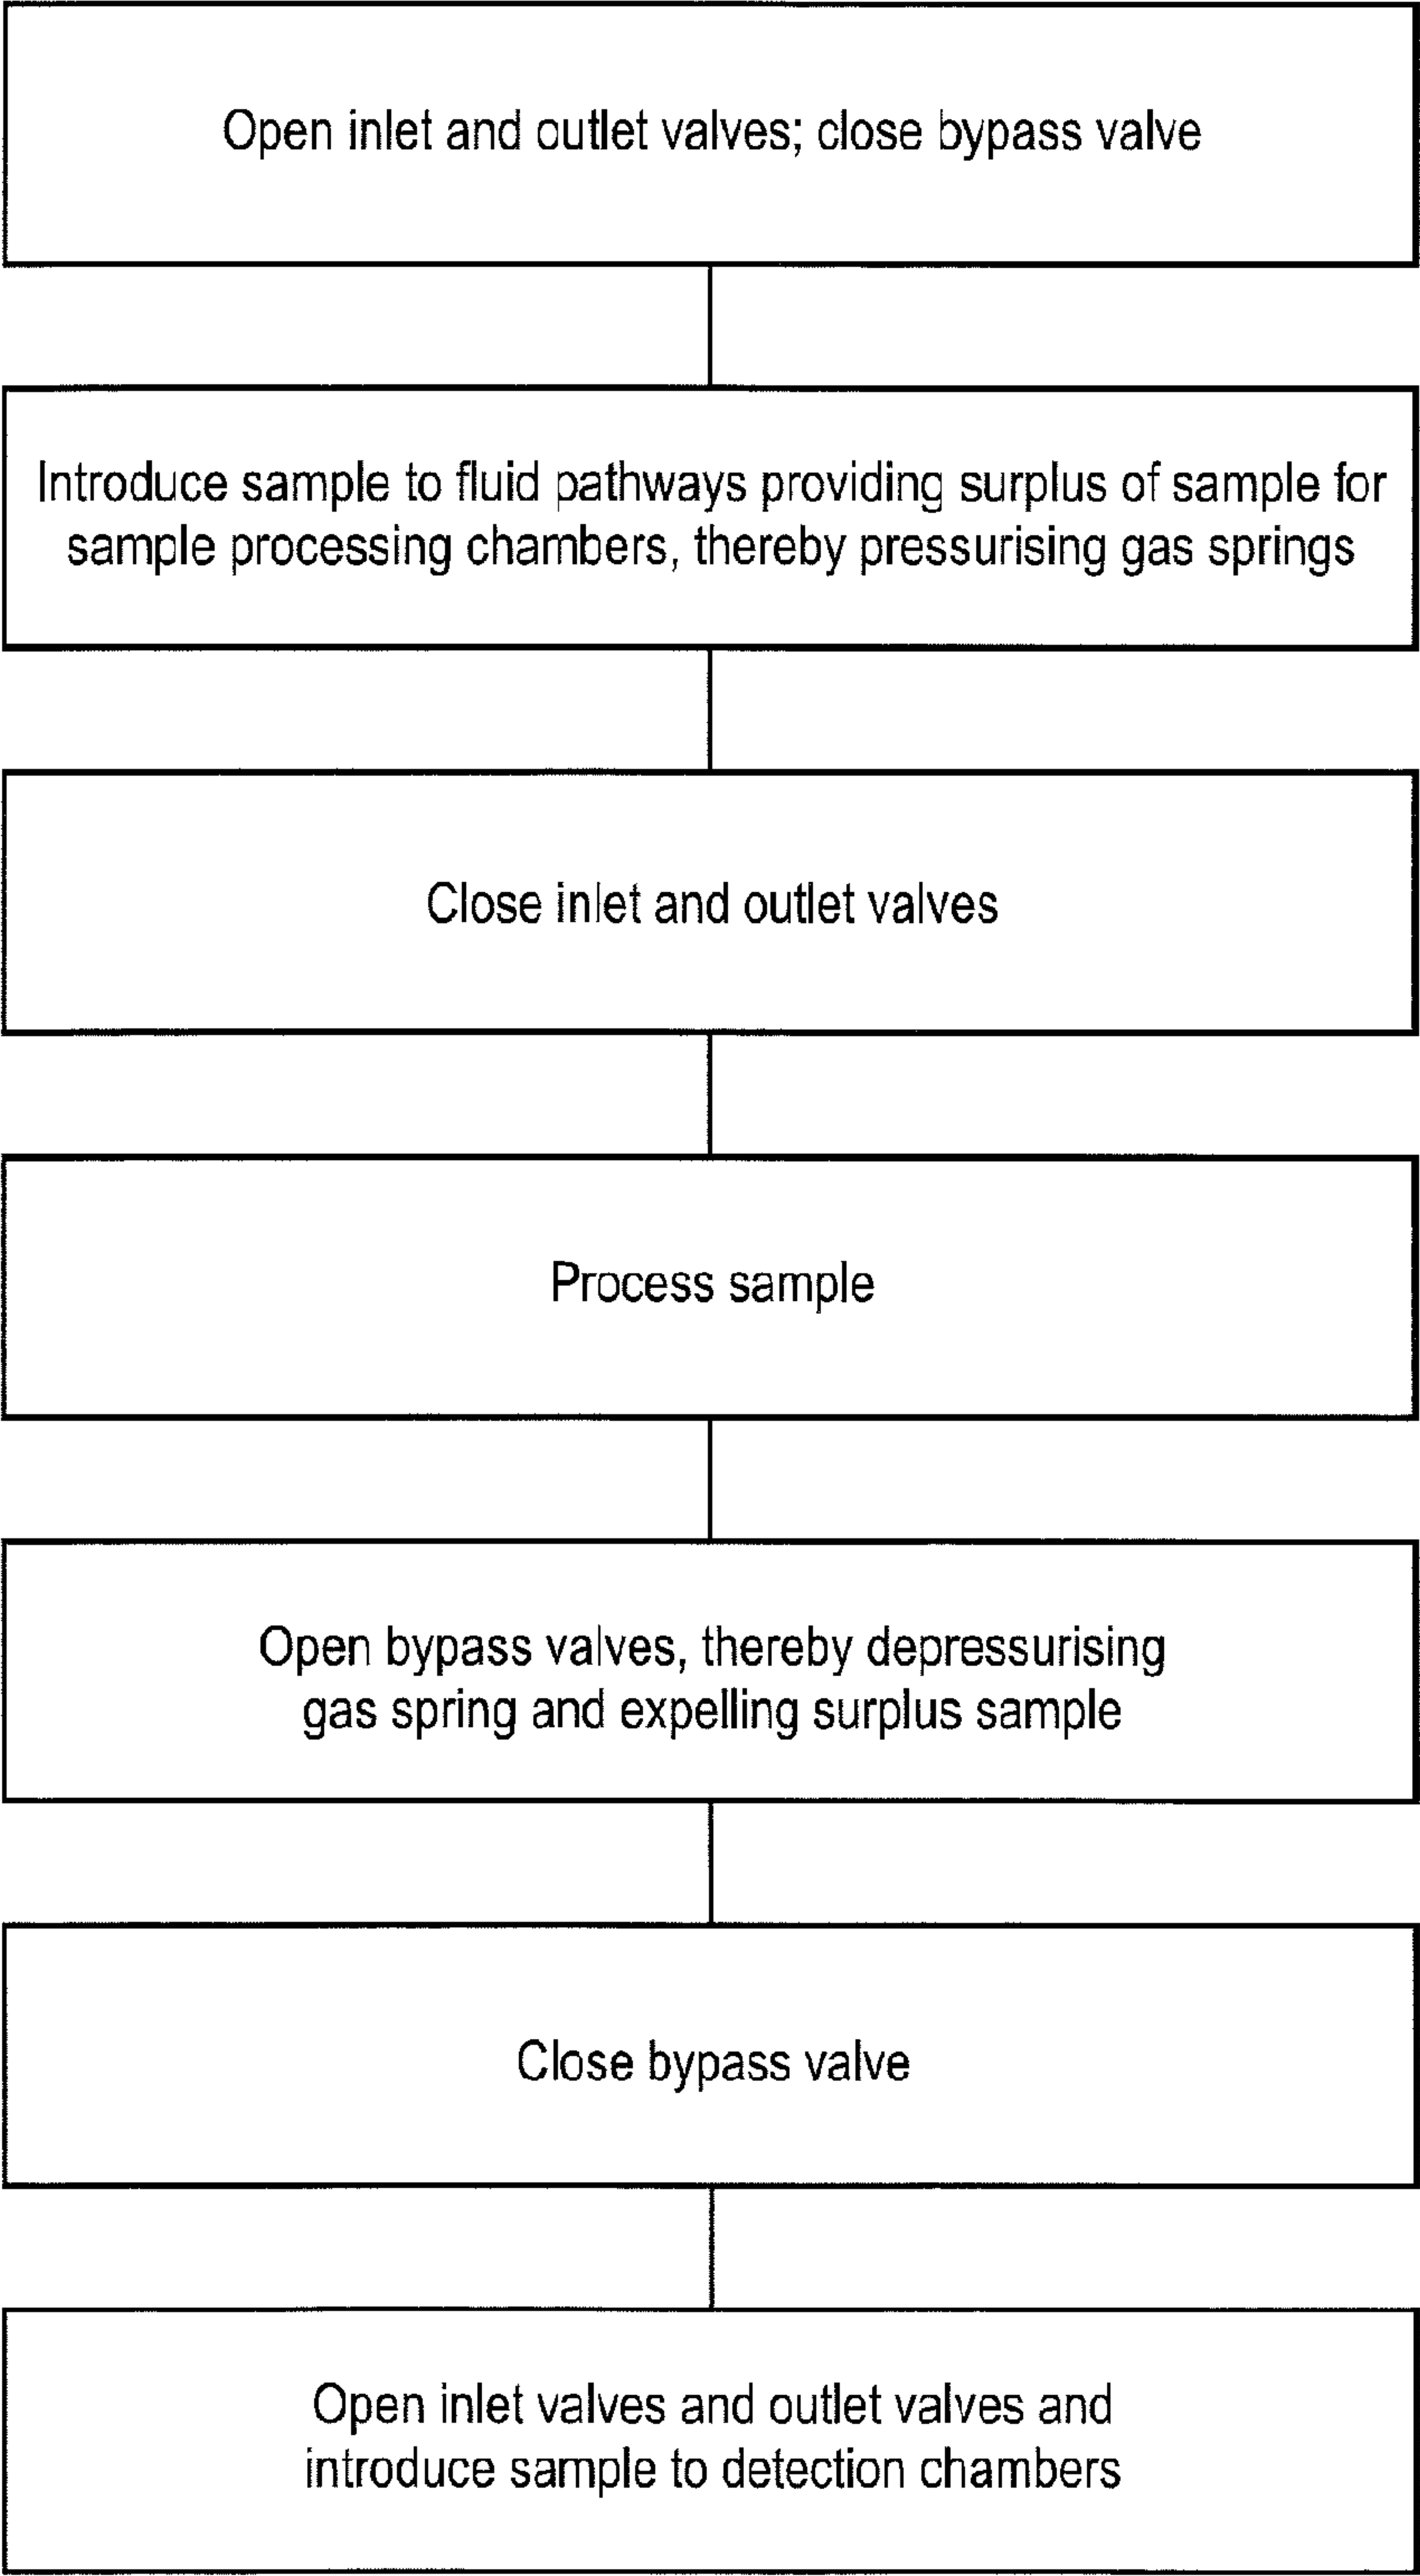 Open inlet and outlet valves; close bypass valve
Introduce sample to fluid pathways providing surplus of sample for
sample processing chambers, thereby pressurising gas springs
Close inlet and outlet valves
Process sample
Open bypass valves, thereby depressurising
gas spring and expelling surplus sample
Close bypass valve
Open inlet valves and outlet valves and
introduce sample to detection chambers